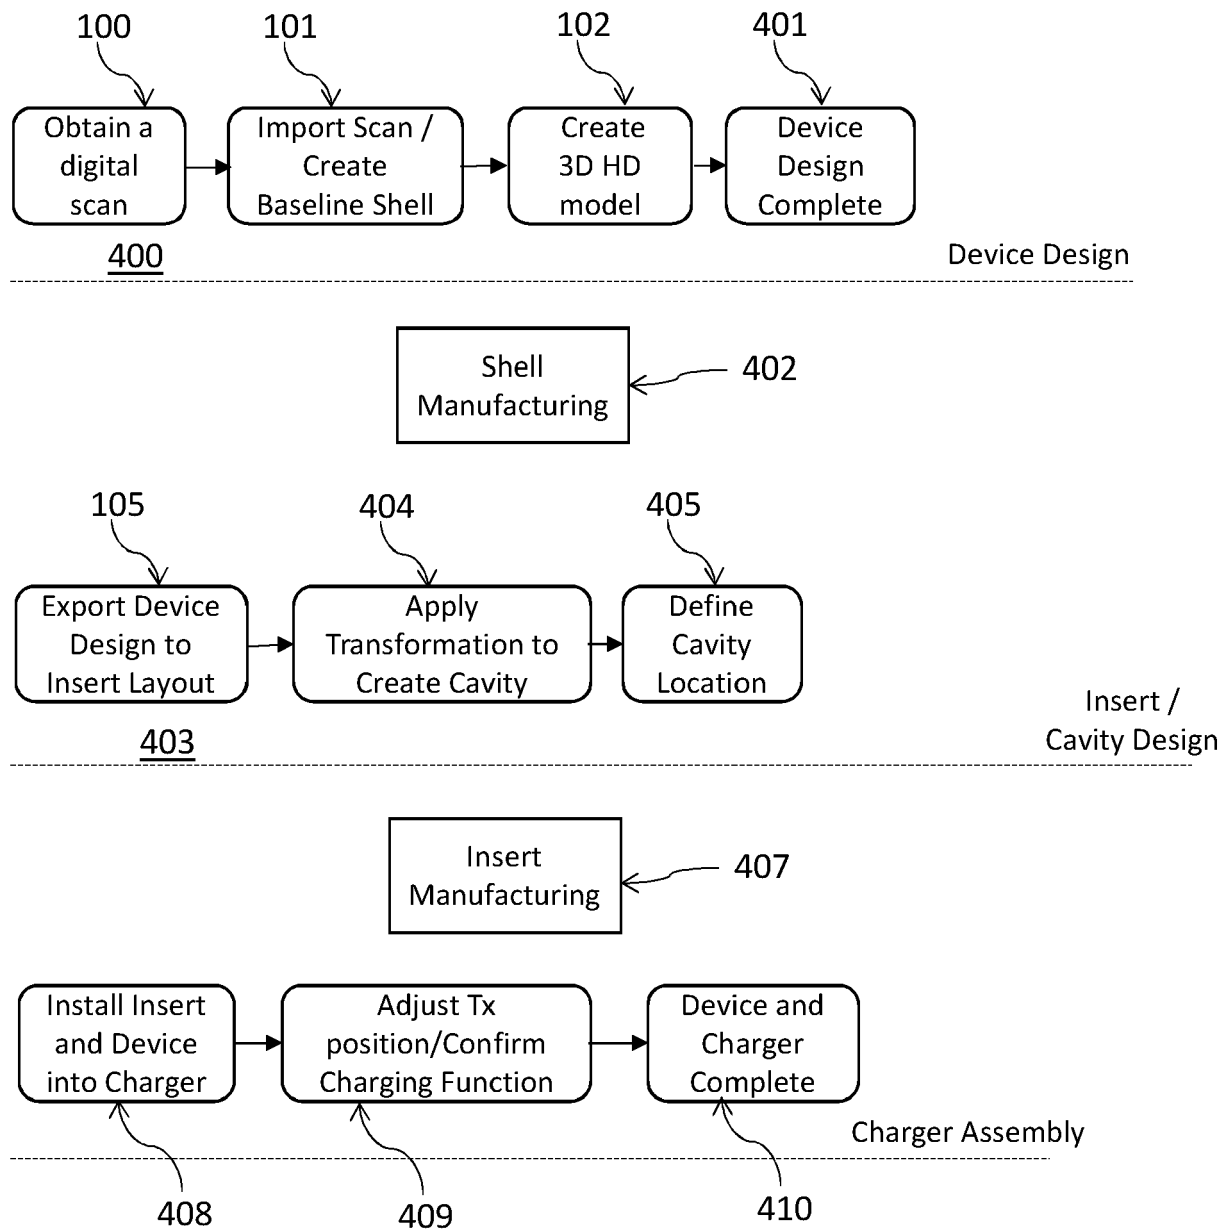 100
101
102
401
Obtain a
digital
scan
Import Scan /
Create
Baseline Shell
Create
3D HD
model
Device
Design
Complete
400
Device Design
Shell
Manufacturing
402
105
404
405
Export Device
Design to
Insert Layout
Apply
Transformation to
Create Cavity
Define
Cavity
Location
403
Insert /
Cavity Design
Insert
Manufacturing
407
Install Insert
and Device
into Charger
Adjust Tx
position/Confirm
Charging Function
Device and
Charger
Complete
Charger Assembly
408
409
410